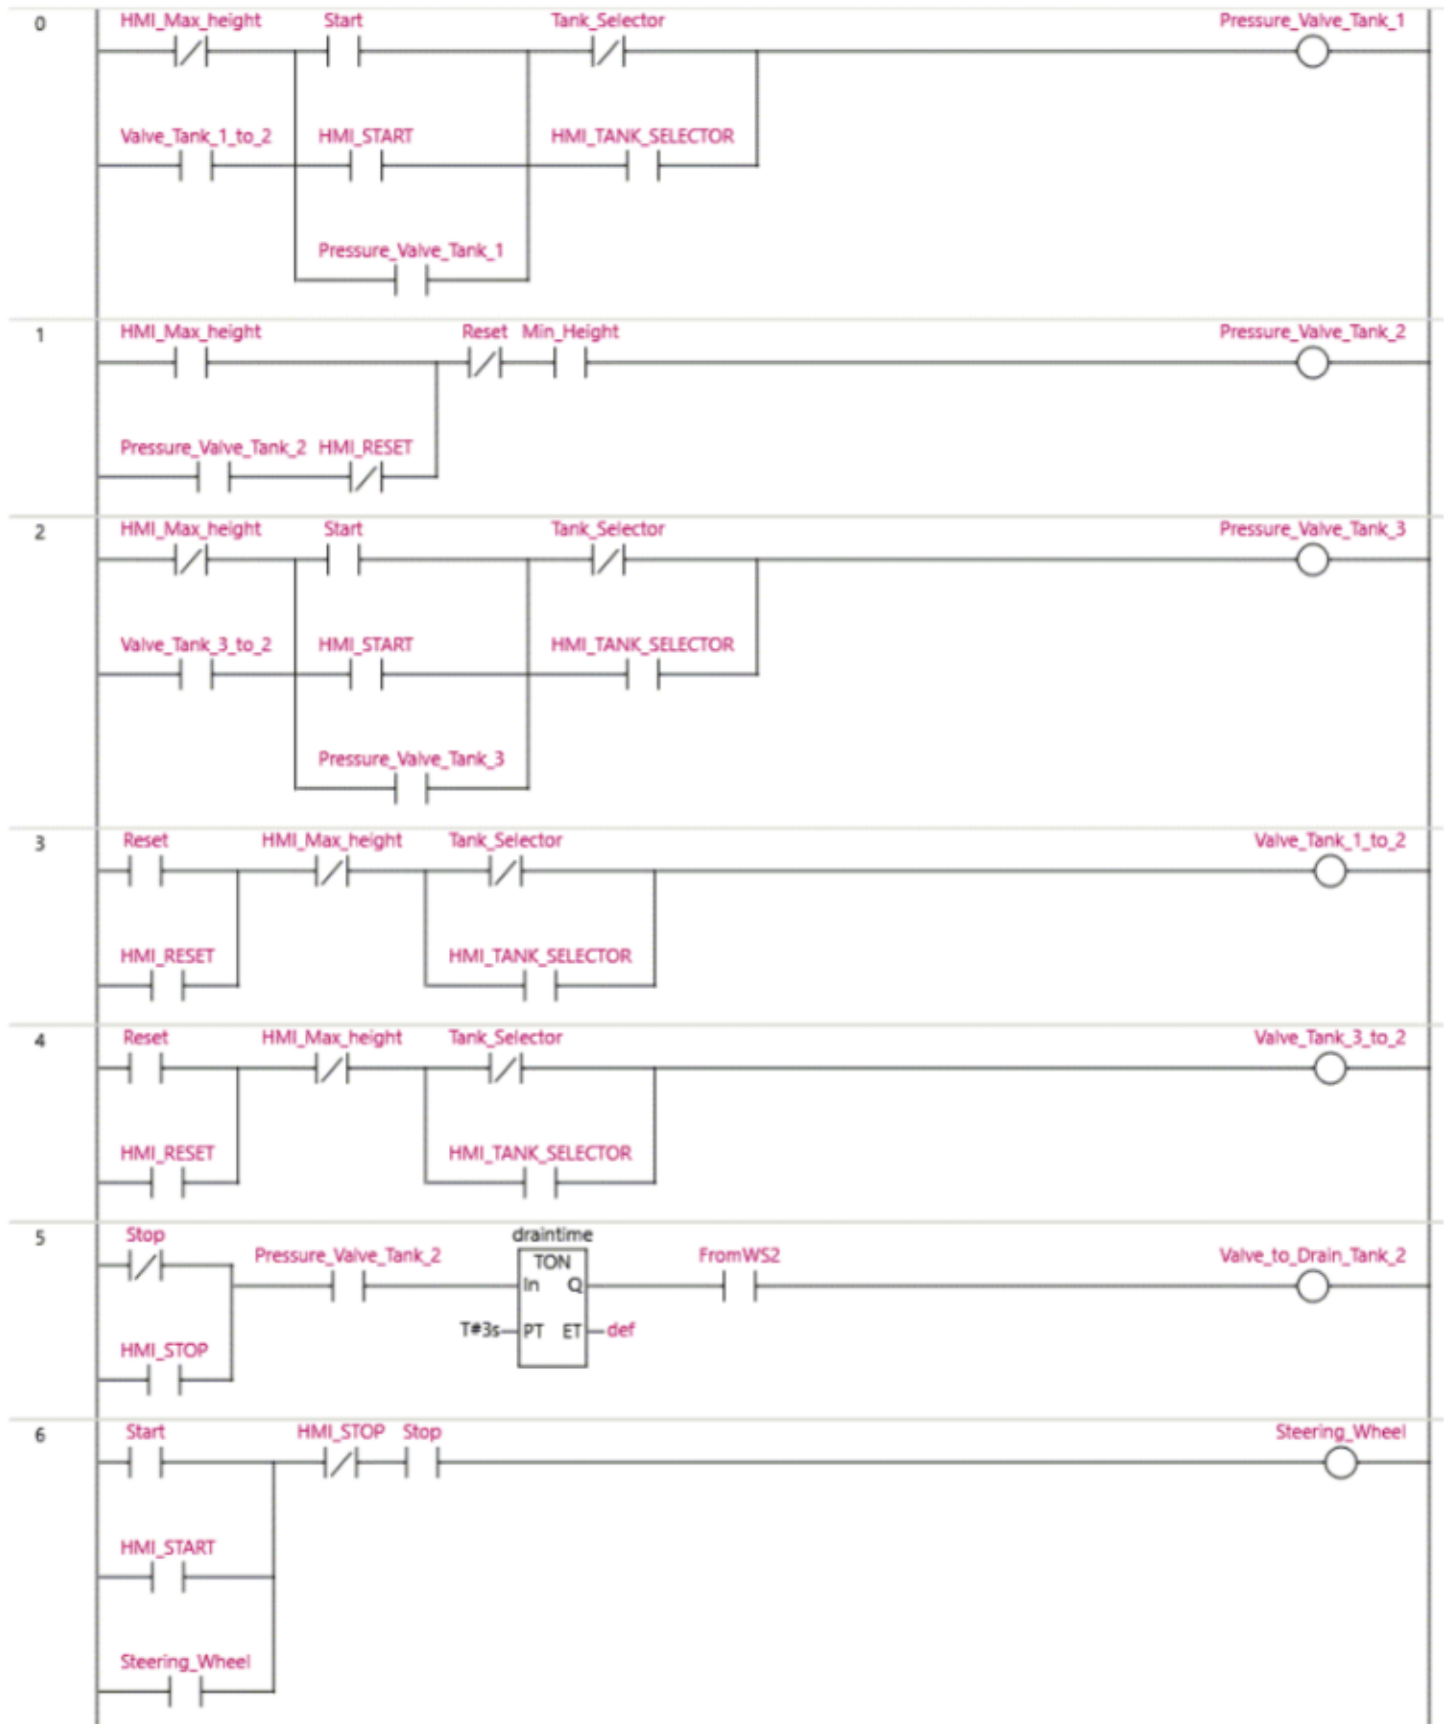 0
HMI_Max_height Start Tank_Selector Pressure_Valve_Tank_1
Valve_Tank_1_to_2 HMI_START HMI_TANK_SELECTOR
Pressure_Valve_Tank_1
1
HMI_Max_height Reset Min_Height Pressure_Valve_Tank_2
Pressure_Valve_Tank_2 HMI_RESET
2
HMI_Max_height Start Tank_Selector Pressure_Valve_Tank_3
Valve_Tank_3_to_2 HMI_START HMI_TANK_SELECTOR
Pressure_Valve_Tank_3
3
Reset HMI_Max_height Tank_Selector Valve_Tank_1_to_2
HMI_RESET HMI_TANK_SELECTOR
4
Reset HMI_Max_height Tank_Selector Valve_Tank_3_to_2
HMI_RESET HMI_TANK_SELECTOR
5
Stop draintime
Pressure_Valve_Tank_2 TON FromWS2 Valve_to_Drain_Tank_2
In Q
T#3s PT ET def
HMI_STOP
6
Start HMI_STOP Stop Steering_Wheel
HMI_START
Steering_Wheel